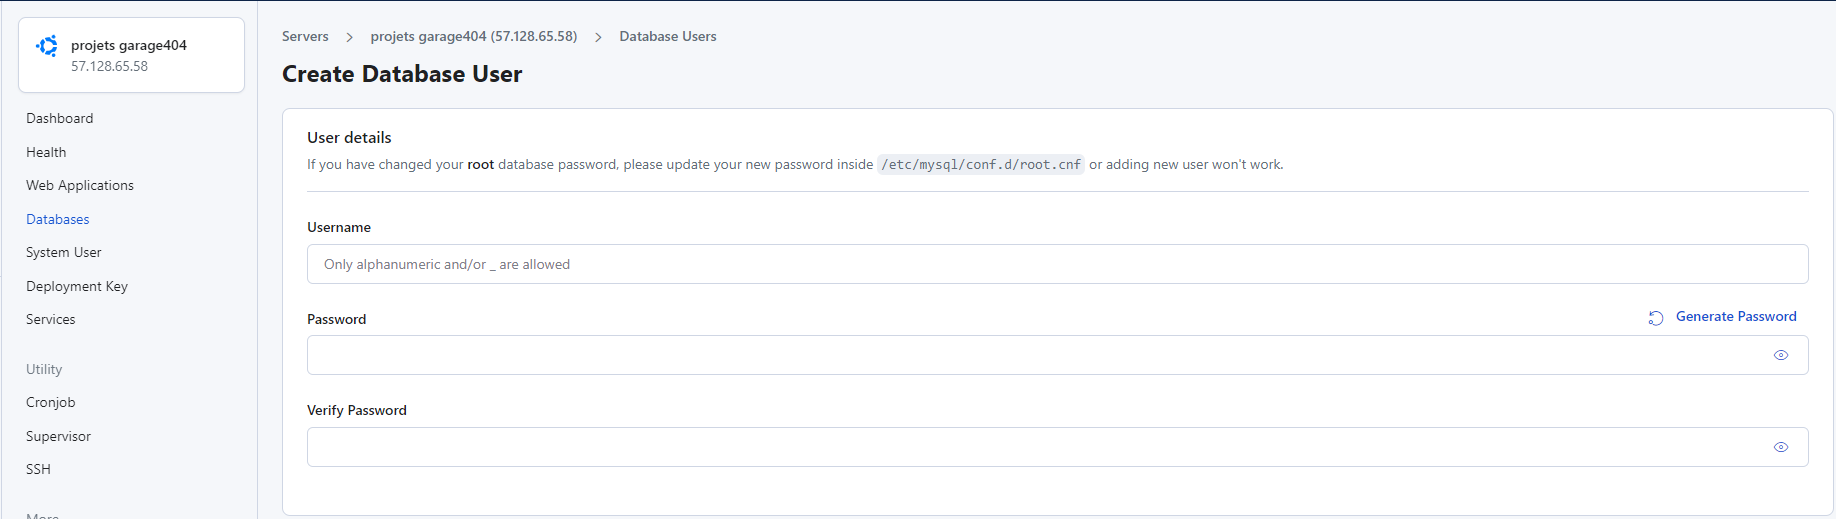 projets garage404
57.128.65.58
Dashboard
Health
Web Applications
Databases
System User
Deployment Key
Services
Utility
Cronjob
Supervisor
SSH
More
Servers > projets garage404 (57.128.65.58) > Database Users
Create Database User
User details
If you have changed your root database password, please update your new password inside /etc/mysql/conf.d/root.cnf or adding new user won't work.
Username
Only alphanumeric and/or _ are allowed
Password
Generate Password
Verify Password